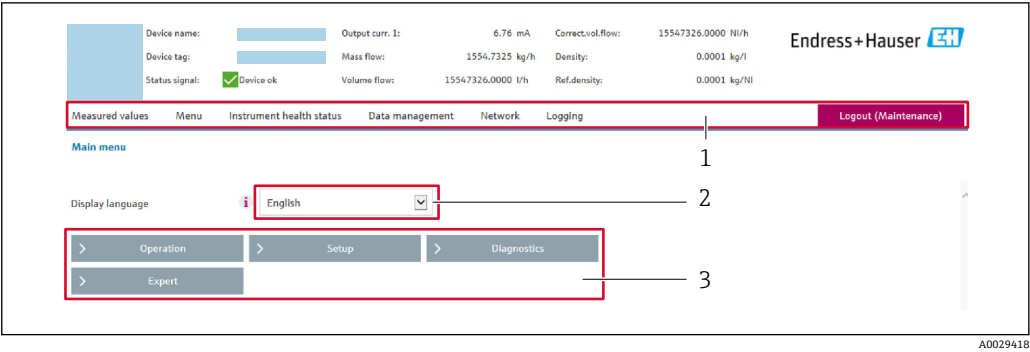 Device name: Output curr. 1: 6.76 mA Correct.vol.flow: 15547326.0000 Nl/h
Endress+Hauser EH
Device tag: Mass flow: 1554.7325 kg/h Density: 0.0001 kg/l
Status signal: Device ok Volume flow: 15547326.0000 l/h Ref.density: 0.0001 kg/Nl
Measured values Menu Instrument health status Data management Network Logging Logout (Maintenance)
1
Main menu
Display language i English 2
> Operation > Setup > Diagnostics
> Expert 3
A0029418